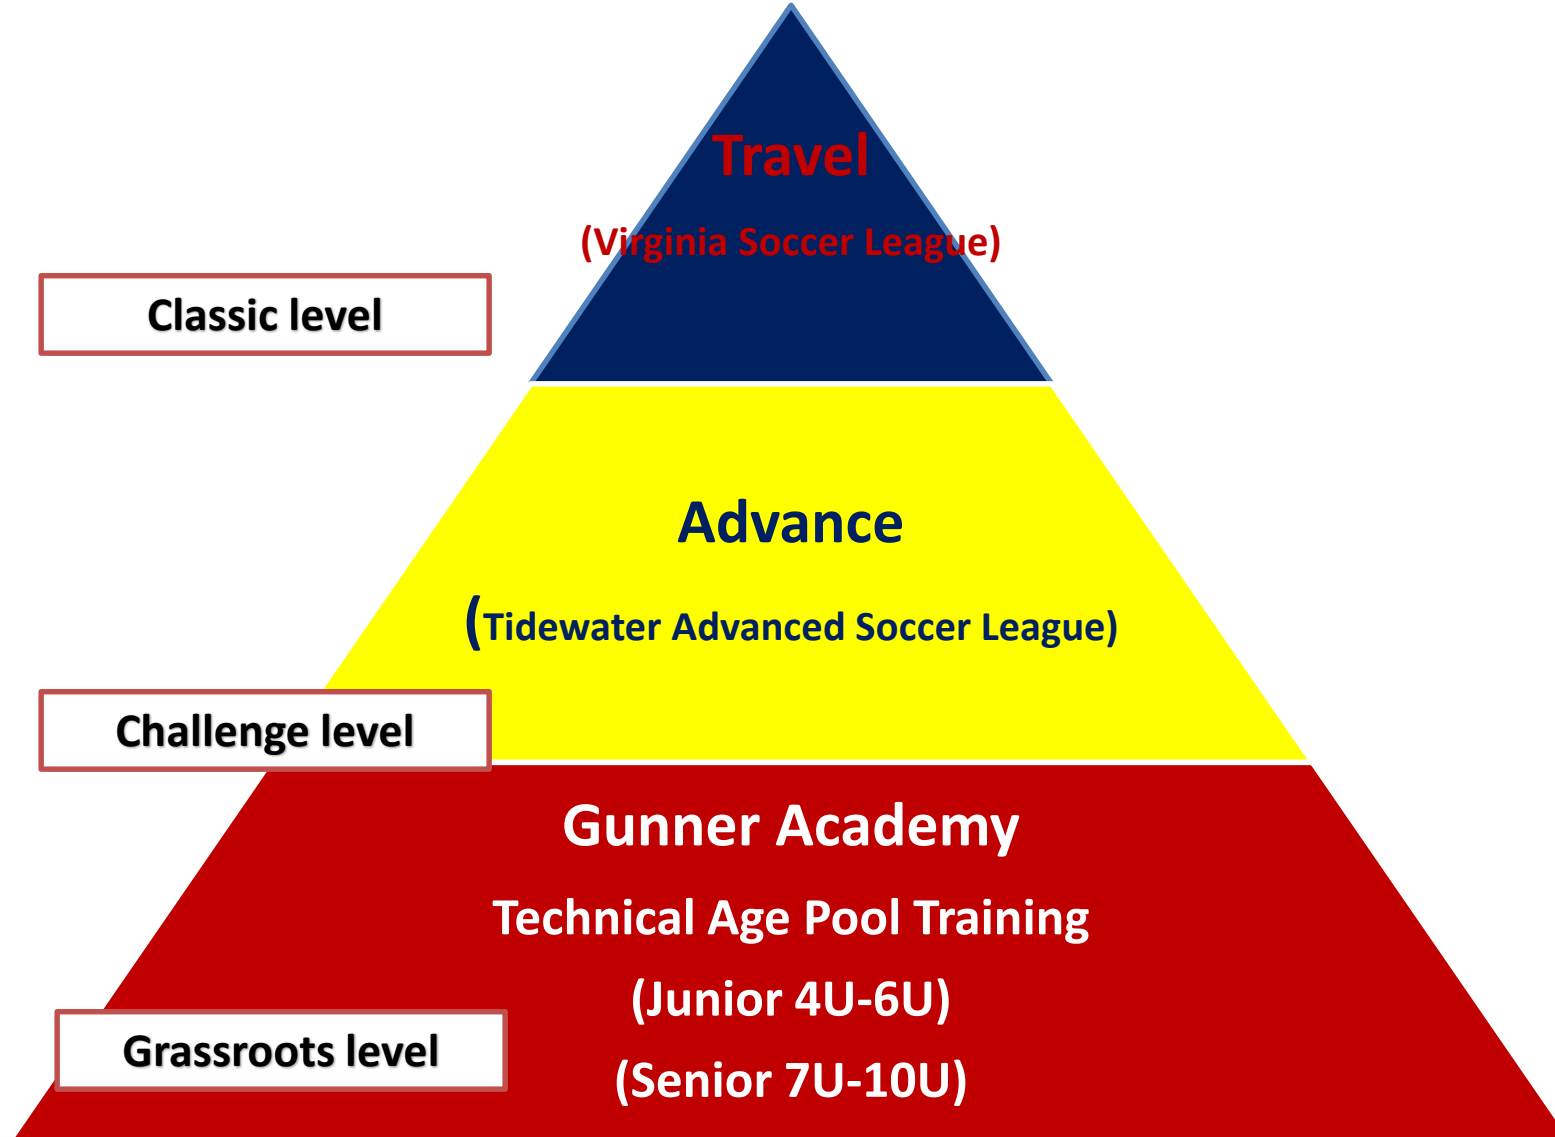 Travel
(Virginia Soccer League)
Classic level
Advance
(Tidewater Advanced Soccer League)
Challenge level
Gunner Academy
Technical Age Pool Training
(Junior 4U-6U)
Grassroots level
(Senior 7U-10U)